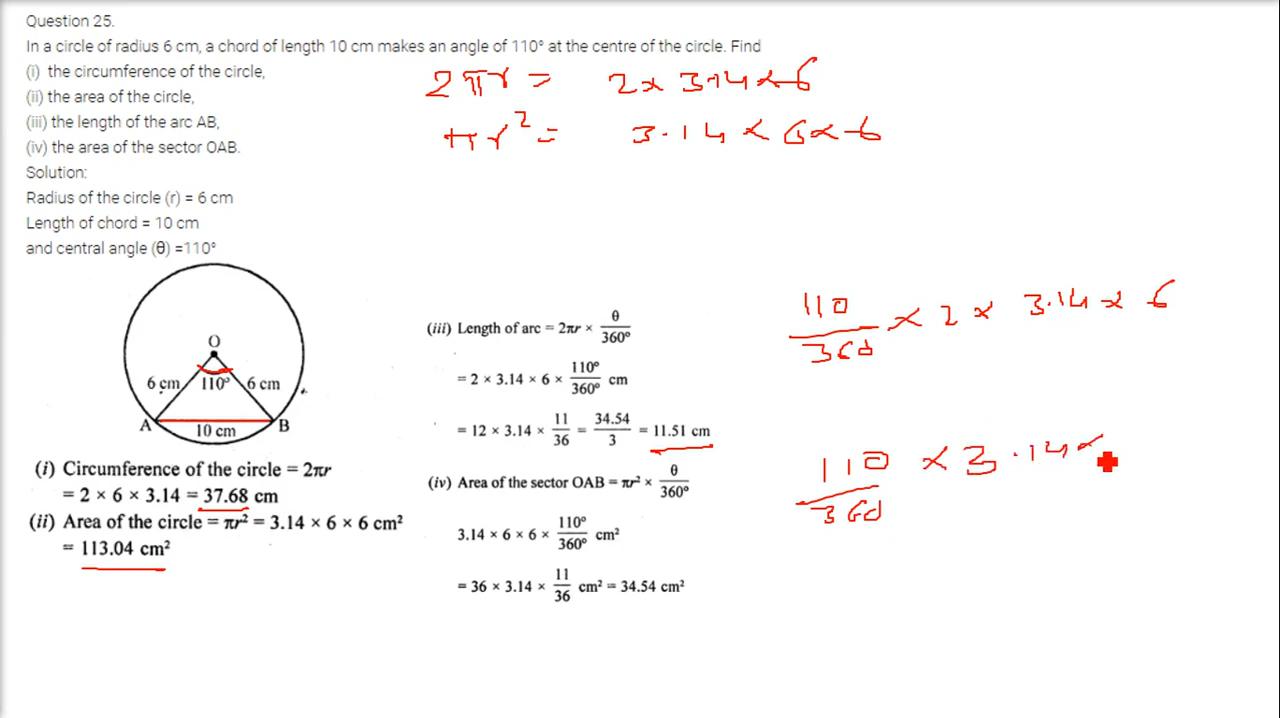 Question 25.
In a circle of radius 6 cm, a chord of length 10 cm makes an angle of 110° at the centre of the circle. Find
(i) the circumference of the circle,
(ii) the area of the circle,
(iii) the length of the arc AB,
(iv) the area of the sector OAB.
2πr = 2 × 3.14 × 6
πr² = 3.14 × 6 × 6
Solution:
Radius of the circle (r) = 6 cm
Length of chord = 10 cm
and central angle (θ) =110°
O
6 cm 110° 6 cm
A 10 cm B
(i) Circumference of the circle = 2πr
= 2 × 6 × 3.14 = 37.68 cm
(ii) Area of the circle = πr² = 3.14 × 6 × 6 cm²
= 113.04 cm²
(iii) Length of arc = 2πr × θ/360°
= 2 × 3.14 × 6 × 110°/360° cm
= 12 × 3.14 × 11/36 = 34.54/3 = 11.51 cm
(iv) Area of the sector OAB = πr² × θ/360°
3.14 × 6 × 6 × 110°/360° cm²
= 36 × 3.14 × 11/36 cm² = 34.54 cm²
110/360 × 2 × 3.14 × 6
110/360 × 3.14 ×